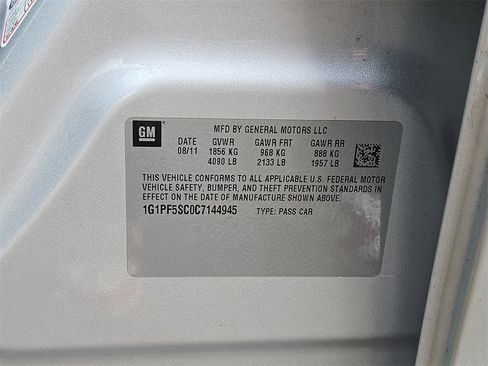 GM
MFD BY GENERAL MOTORS LLC
DATE GVWR GAWR FRT GAWR RR
08/11 1856 KG 968 KG 888 KG
4090 LB 2133 LB 1957 LB
THIS VEHICLE CONFORMS TO ALL APPLICABLE U.S. FEDERAL MOTOR
VEHICLE SAFETY, BUMPER, AND THEFT PREVENTION STANDARDS IN
EFFECT ON THE DATE OF MANUFACTURE SHOWN ABOVE.
1G1PF5SC0C7144945 TYPE: PASS CAR